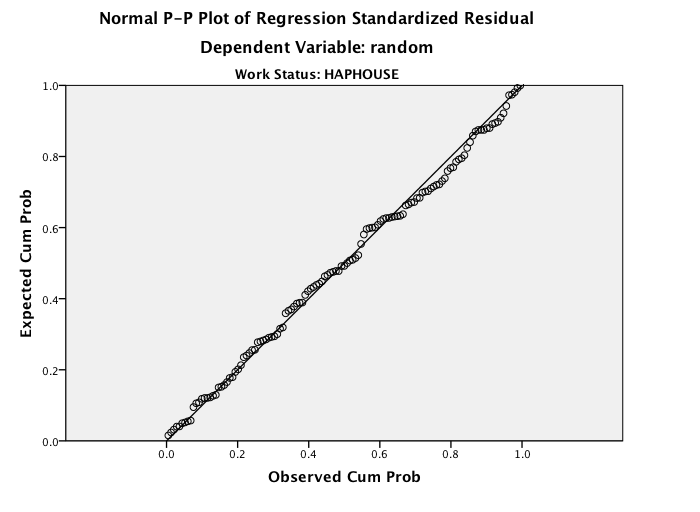 Normal P-P Plot of Regression Standardized Residual
Dependent Variable: random
Work Status: HAPHOUSE
1.0
0.8
0.6
0.4
0.2
0.0
Expected Cum Prob
0.0 0.2 0.4 0.6 0.8 1.0
Observed Cum Prob